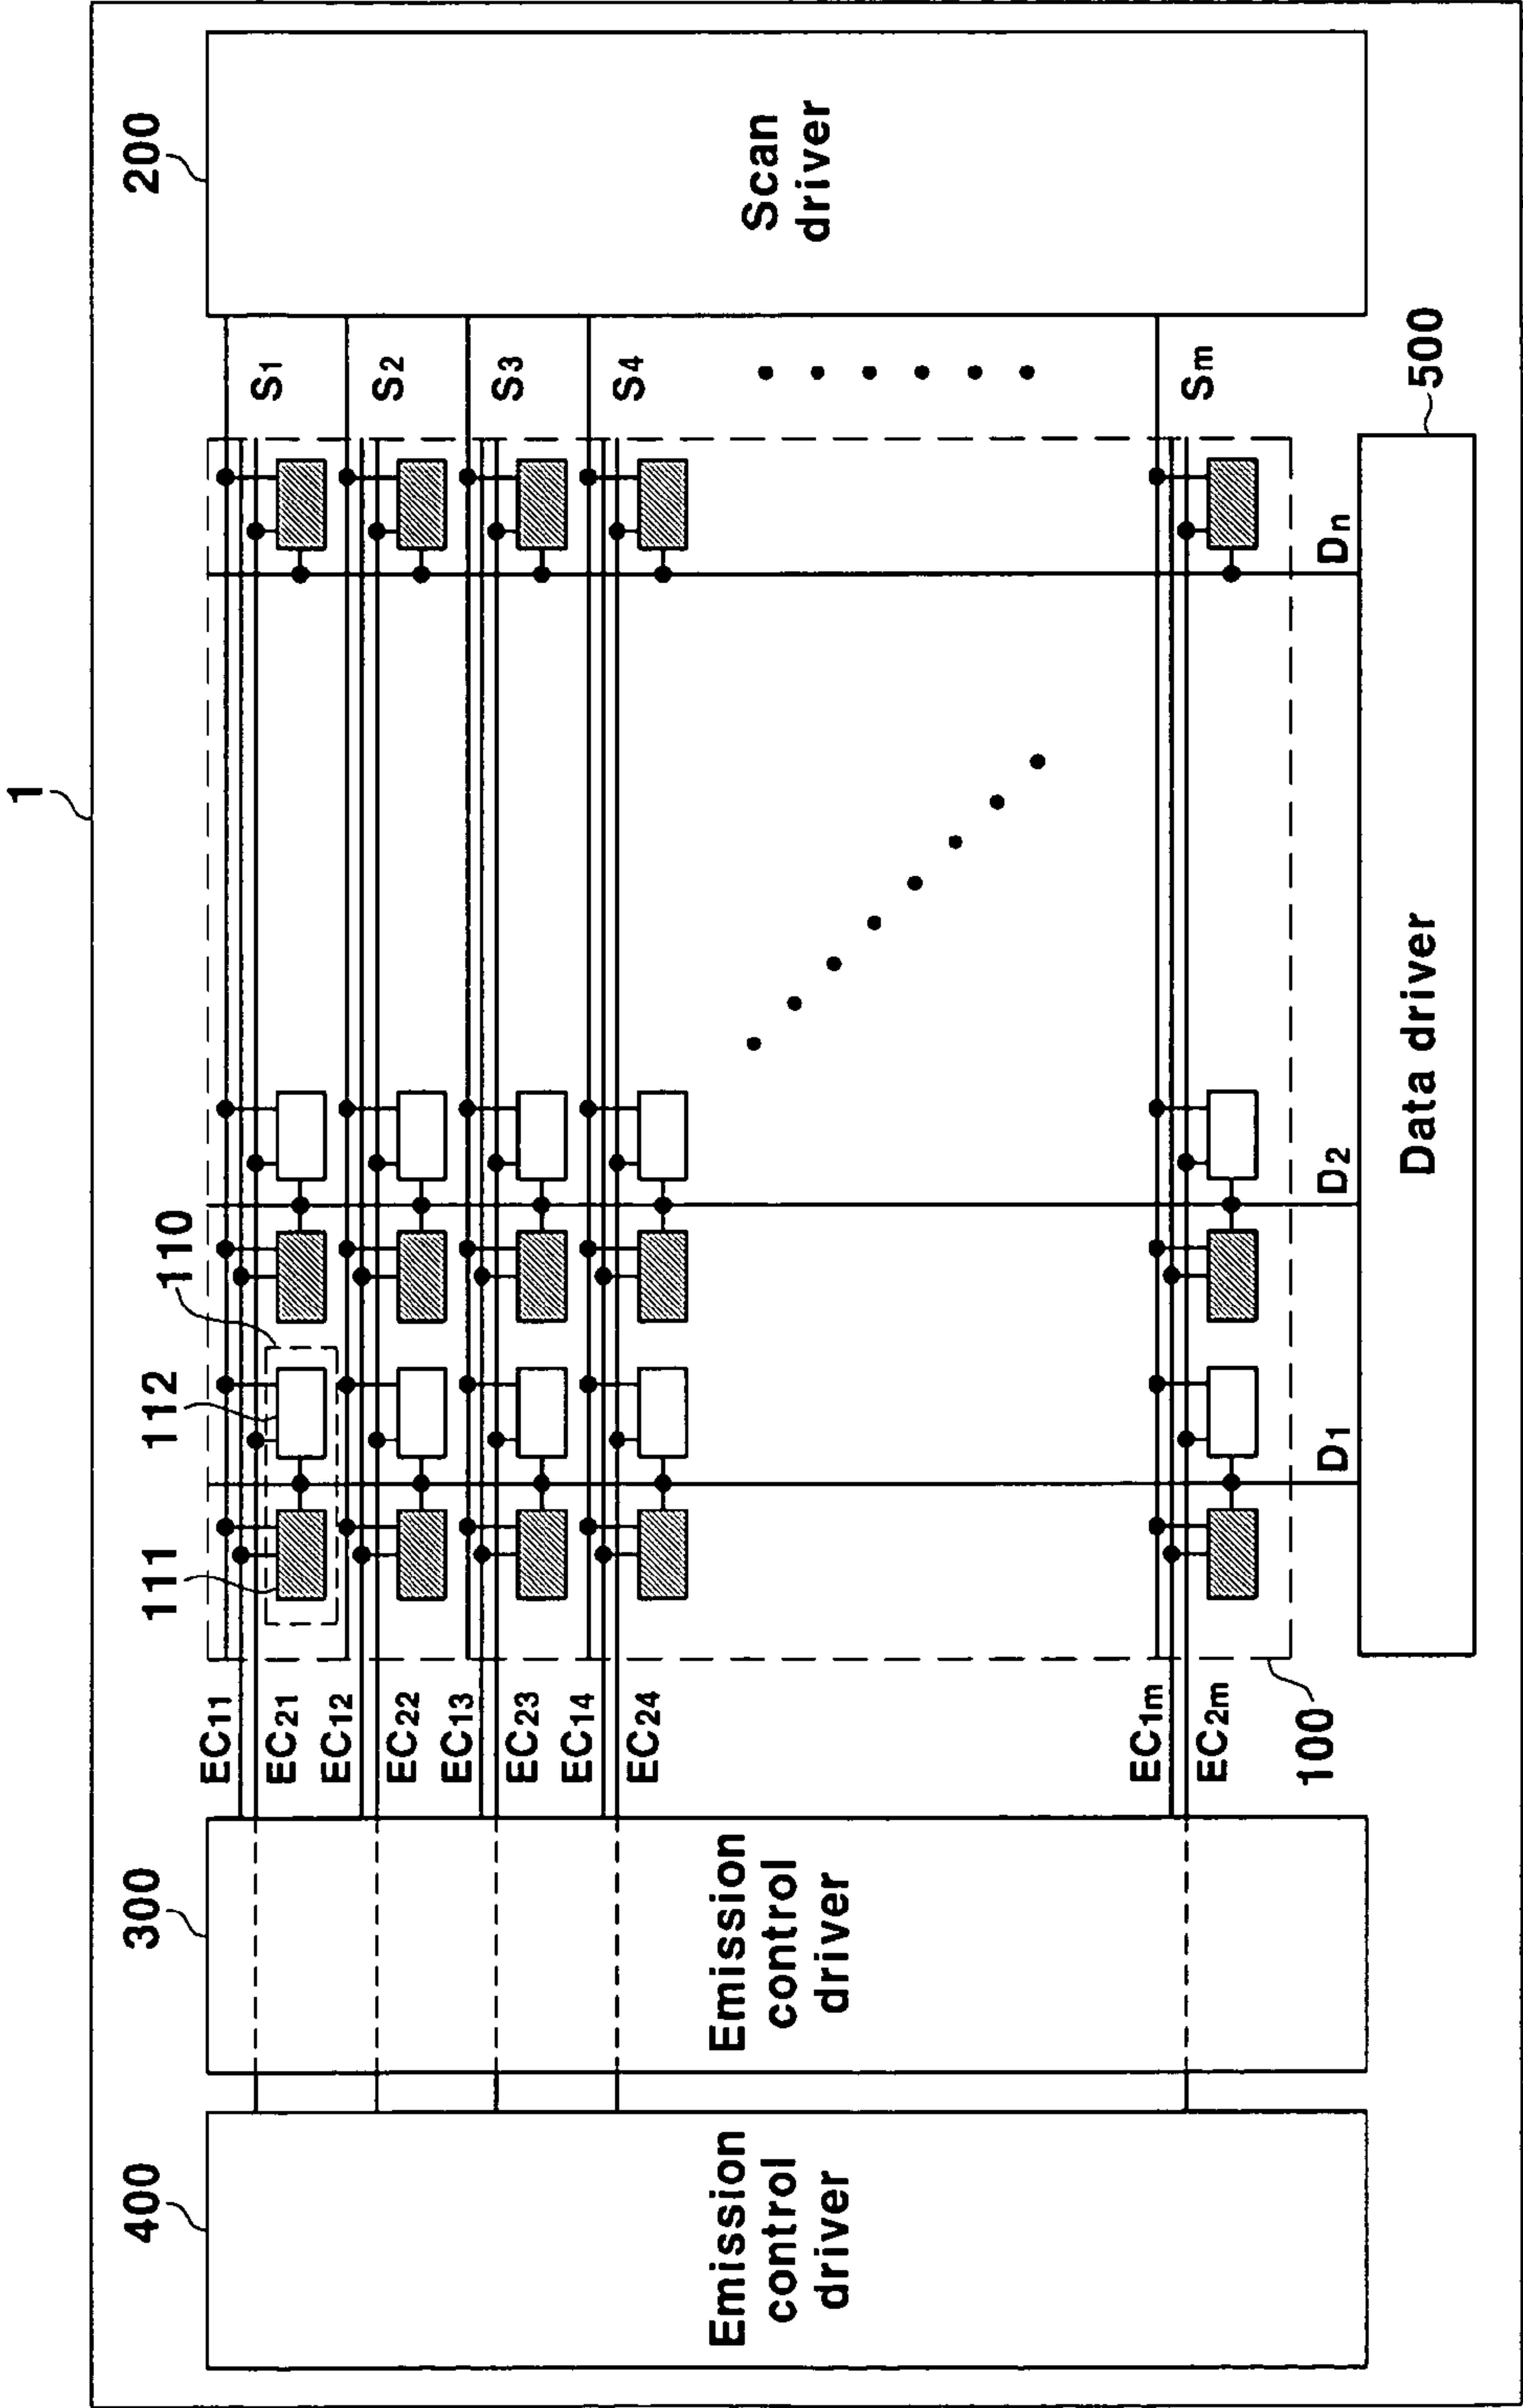 1
400
300
111
112
110
200
Emission
control
driver
Emission
control
driver
Scan
driver
EC11
EC21
EC12
EC22
EC13
EC23
EC14
EC24
EC1m
EC2m
S1
S2
S3
S4
Sm
D1
D2
Dn
100
500
Data driver